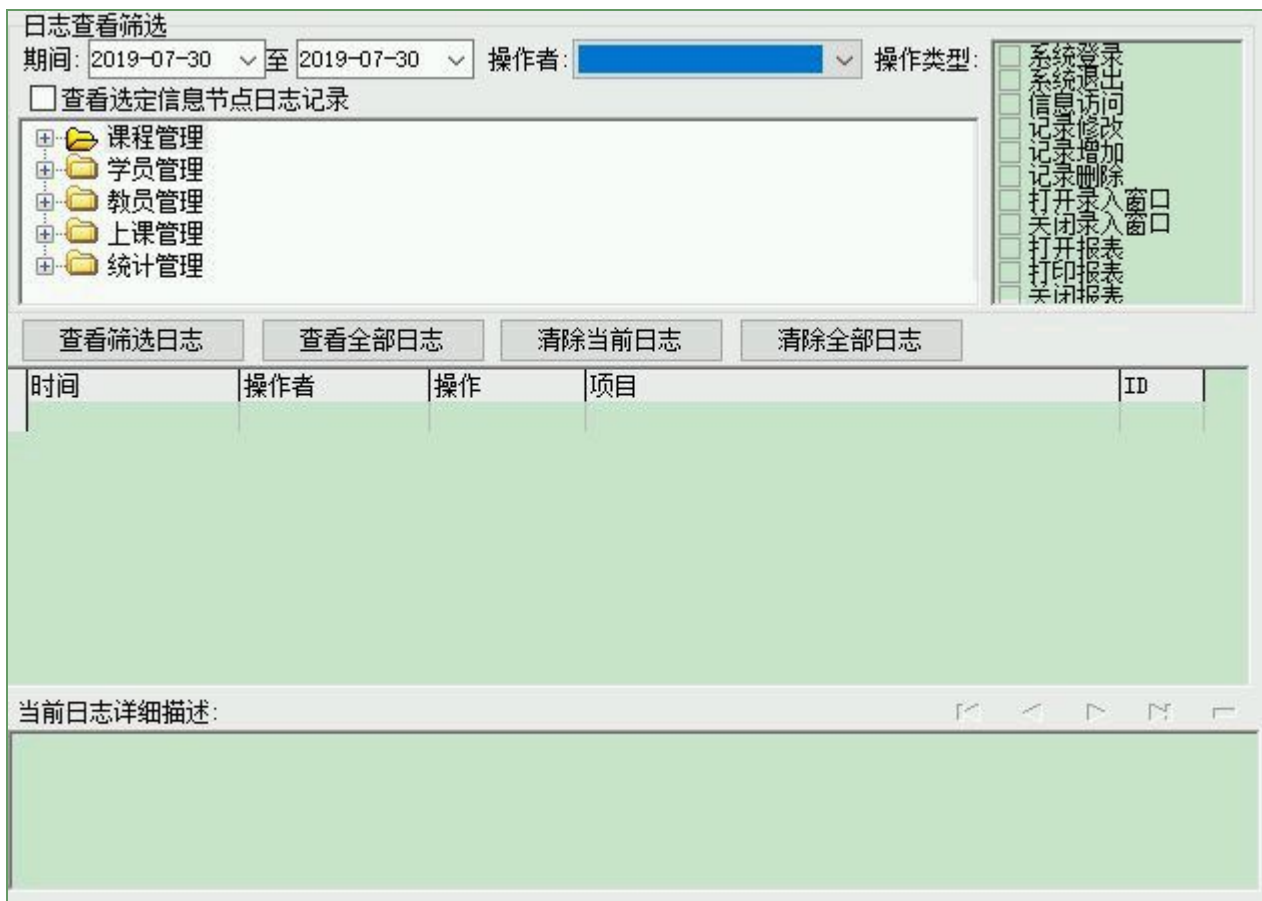 日志查看筛选
期间: 2019-07-30 至 2019-07-30 操作者: 操作类型:
系统登录
系统退出
信息访问
记录修改
记录增加
记录删除
打开录入窗口
关闭录入窗口
打开报表
打印报表
关闭报表
查看选定信息节点日志记录
课程管理
学员管理
教员管理
上课管理
统计管理
查看筛选日志 查看全部日志 清除当前日志 清除全部日志
时间 操作者 操作 项目 ID
当前日志详细描述: